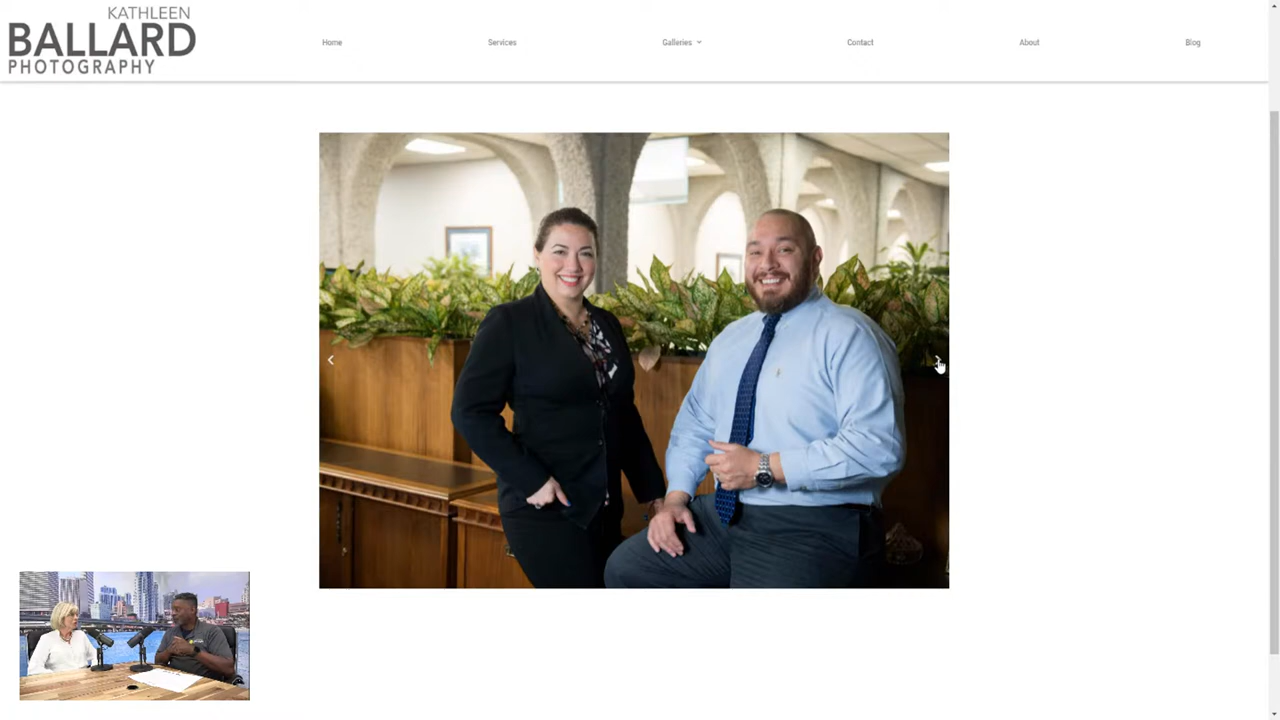 KATHLEEN
BALLARD
PHOTOGRAPHY
Home
Services
Galleries
Contact
About
Blog